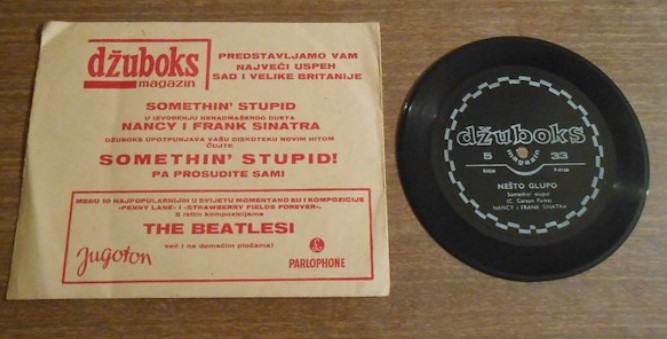 džuboks
magazin
PREDSTAVLJAMO VAM
NAJVEĆI USPEH
SAD I VELIKE BRITANIJE
SOMETHIN' STUPID
U IZVOĐENJU NENADMAŠENOG DUETA
NANCY I FRANK SINATRA
DŽUBOKS UPOTPUNJAVA VAŠU DISKOTEKU NOVIM HITOM
ČUJTE
SOMETHIN' STUPID!
PA PROSUDITE SAMI
MEĐU 10 NAJPOPULARNIJIH U SVIJETU MOMENTANO SU I KOMPOZICIJE
»PENNY LANE« I »STRAWBERRY FIELDS FOREVER«.
S istim kompozicijama
THE BEATLESI
već i na domaćim pločama!
Jugoton
PARLOPHONE
džuboks
magazin
5
33
NEŠTO GLUPO
Somethin' stupid
(C. Carson Parks)
NANCY I FRANK SINATRA